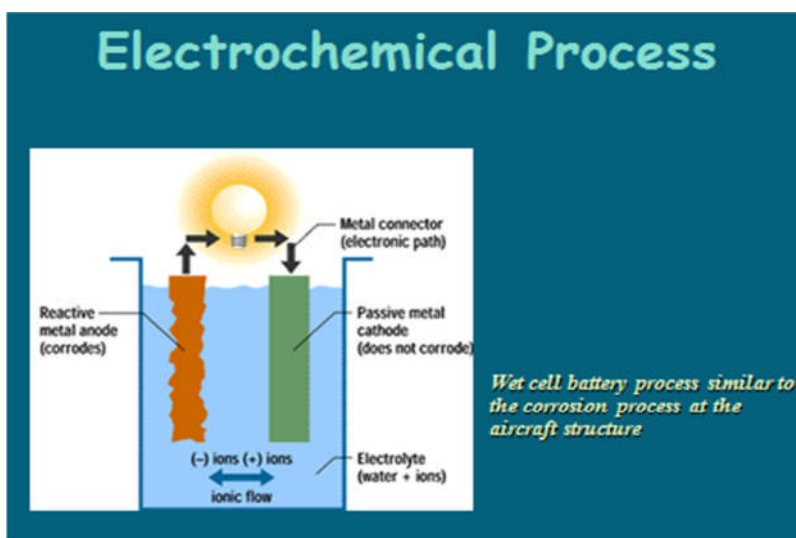 Electrochemical Process
Metal connector
(electronic path)
Reactive
metal anode
(corrodes)
Passive metal
cathode
(does not corrode)
Wet cell battery process similar to
the corrosion process at the
aircraft structure
(–) ions (+) ions
ionic flow
Electrolyte
(water + ions)